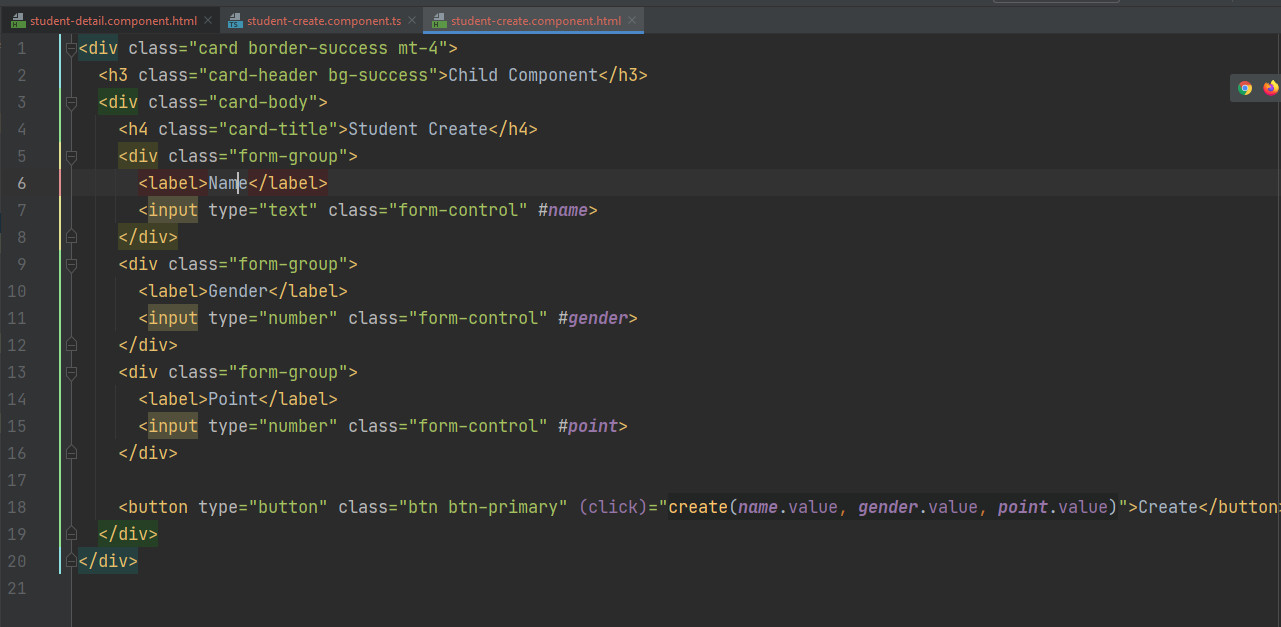 student-detail.component.html
student-create.component.ts
student-create.component.html
1 <div class="card border-success mt-4">
2 <h3 class="card-header bg-success">Child Component</h3>
3 <div class="card-body">
4 <h4 class="card-title">Student Create</h4>
5 <div class="form-group">
6 <label>Name</label>
7 <input type="text" class="form-control" #name>
8 </div>
9 <div class="form-group">
10 <label>Gender</label>
11 <input type="number" class="form-control" #gender>
12 </div>
13 <div class="form-group">
14 <label>Point</label>
15 <input type="number" class="form-control" #point>
16 </div>
17
18 <button type="button" class="btn btn-primary" (click)="create(name.value, gender.value, point.value)">Create</button>
19 </div>
20 </div>
21